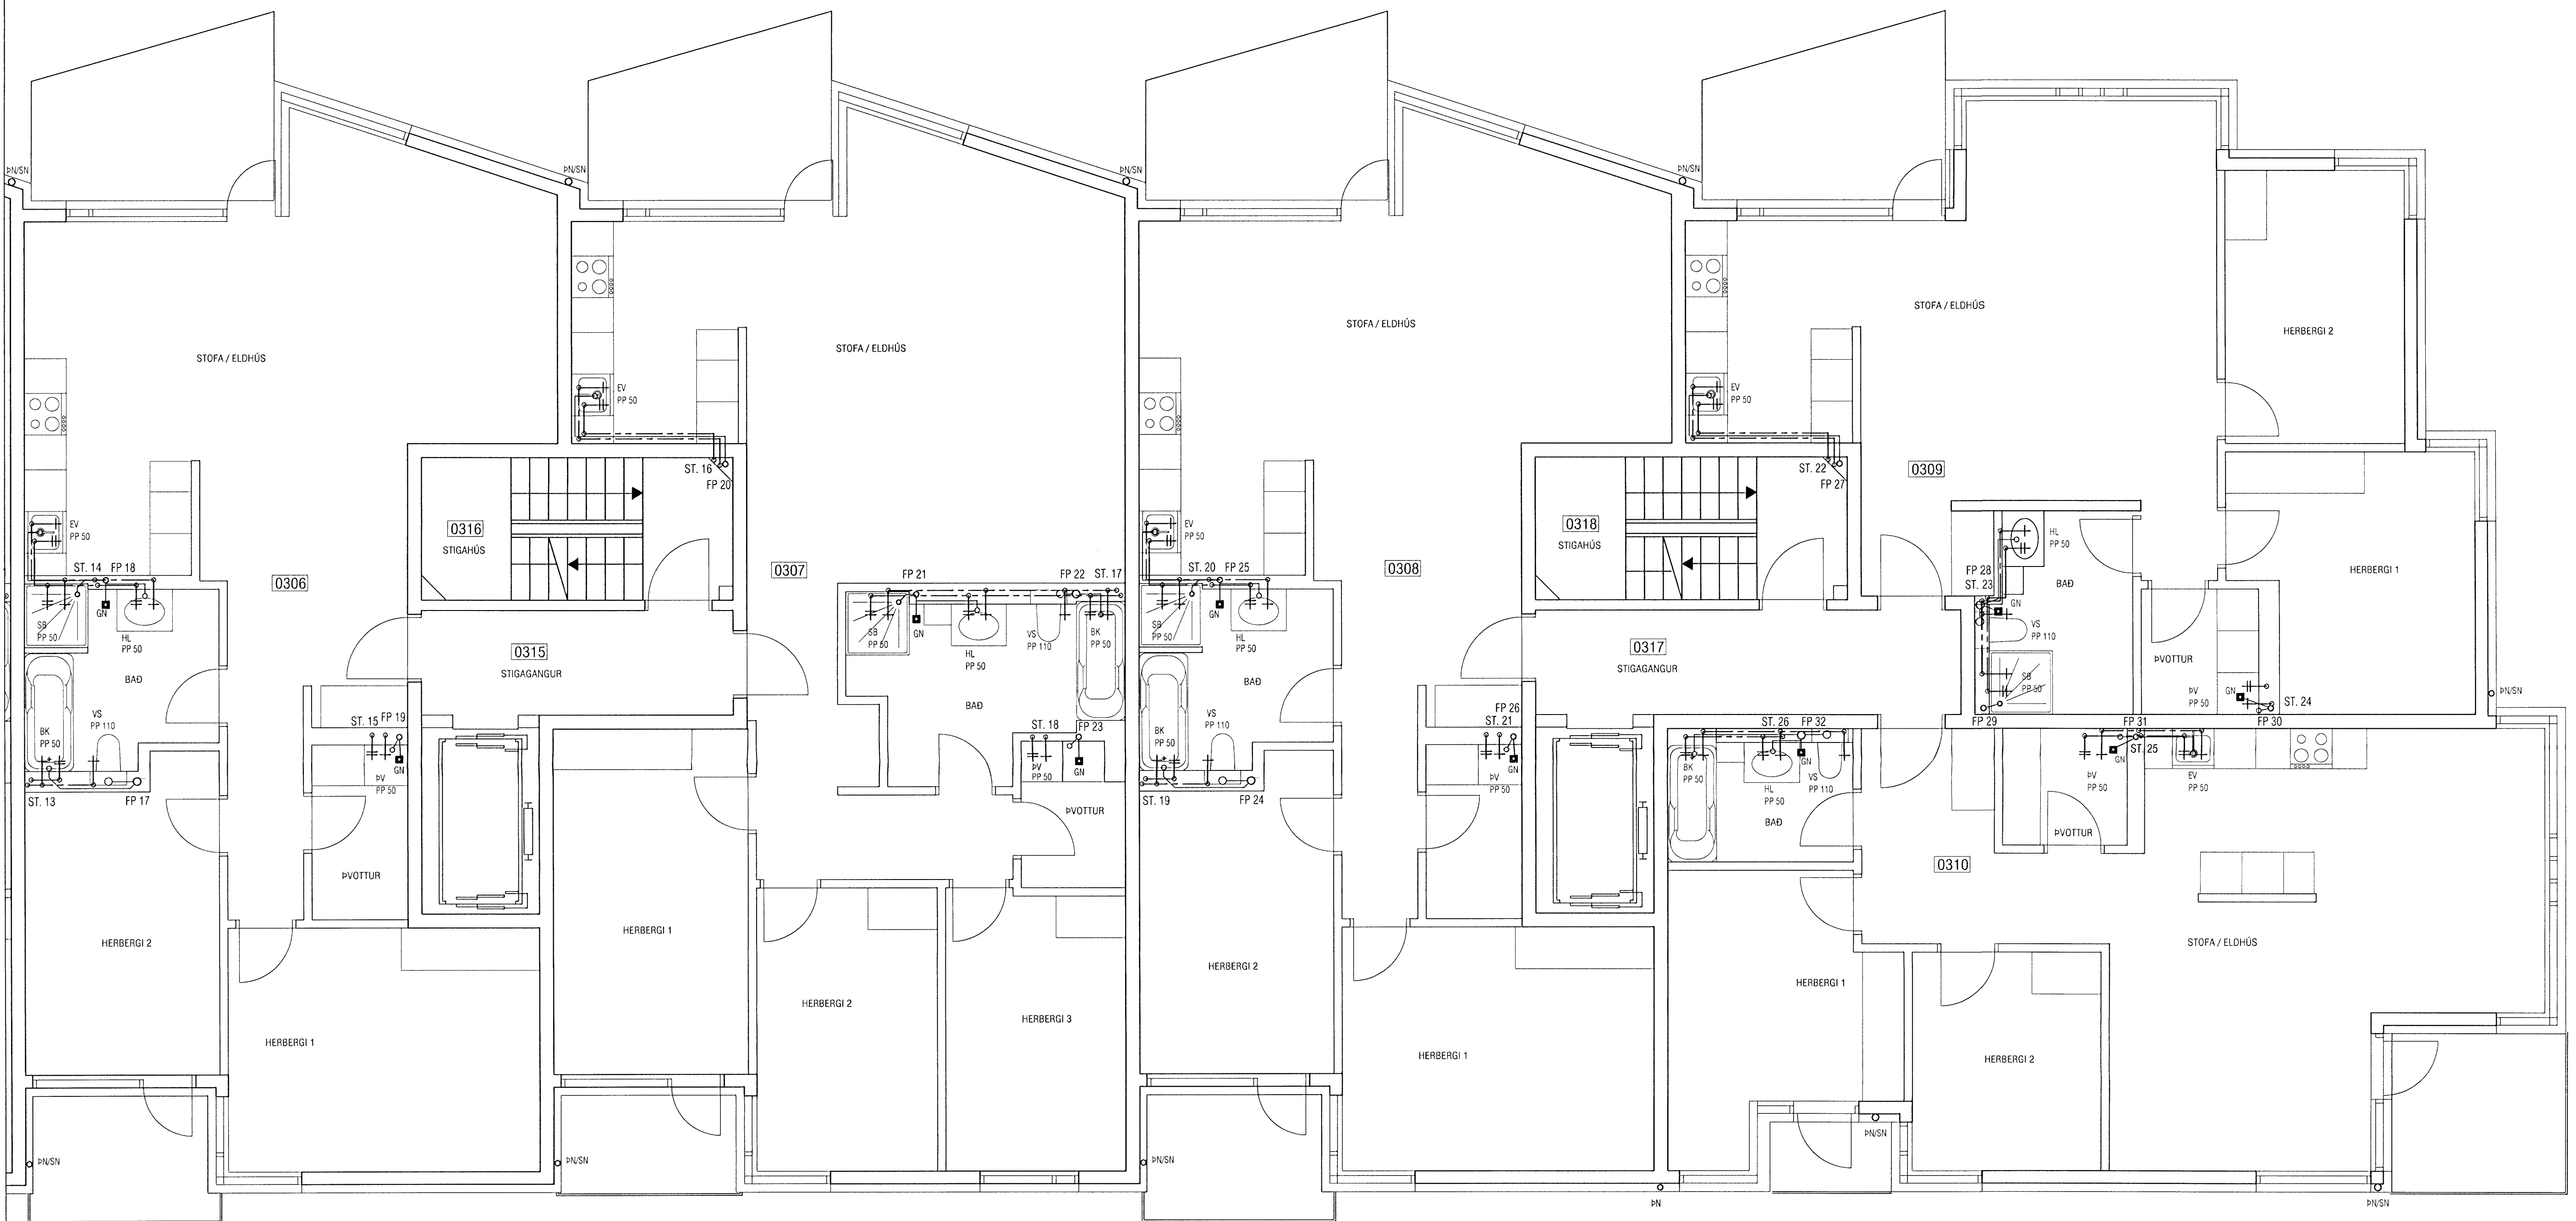 ÞN/SN
ÞN/SN
ÞN/SN
ÞN/SN
STOFA / ELDHÚS
EV
PP 50
ST. 14
FP 18
GN
SB
PP 50
HL
PP 50
0306
BAÐ
VS
PP 110
BK
PP 50
ST. 13
FP 17
ST. 15
FP 19
ÞV
PP 50
GN
ÞVOTTUR
HERBERGI 2
HERBERGI 1
ÞN/SN
0316
STIGAHÚS
0315
STIGAGANGUR
STOFA / ELDHÚS
EV
PP 50
ST. 16
FP 20
0307
FP 21
FP 22
ST. 17
SB
PP 50
GN
HL
PP 50
VS
PP 110
BK
PP 50
BAÐ
ST. 18
FP 23
ÞV
PP 50
GN
ÞVOTTUR
HERBERGI 1
HERBERGI 2
HERBERGI 3
ÞN/SN
STOFA / ELDHÚS
EV
PP 50
ST. 20
FP 25
GN
SB
PP 50
HL
PP 50
0308
BAÐ
VS
PP 110
BK
PP 50
ST. 19
FP 24
FP 26
ST. 21
ÞV
PP 50
GN
HERBERGI 2
HERBERGI 1
ÞN/SN
0318
STIGAHÚS
0317
STIGAGANGUR
STOFA / ELDHÚS
EV
PP 50
ST. 22
FP 27
0309
HERBERGI 2
HL
PP 50
FP 28
ST. 23
GN
BAÐ
VS
PP 110
SB
PP 50
HERBERGI 1
ÞVOTTUR
ÞV
PP 50
GN
ST. 24
ÞN/SN
FP 29
FP 31
FP 30
ST. 26
FP 32
BK
PP 50
HL
PP 50
GN
VS
PP 110
BAÐ
ÞV
PP 50
GN
ST. 25
EV
PP 50
ÞVOTTUR
0310
STOFA / ELDHÚS
HERBERGI 1
HERBERGI 2
ÞN/SN
ÞN
ÞN/SN